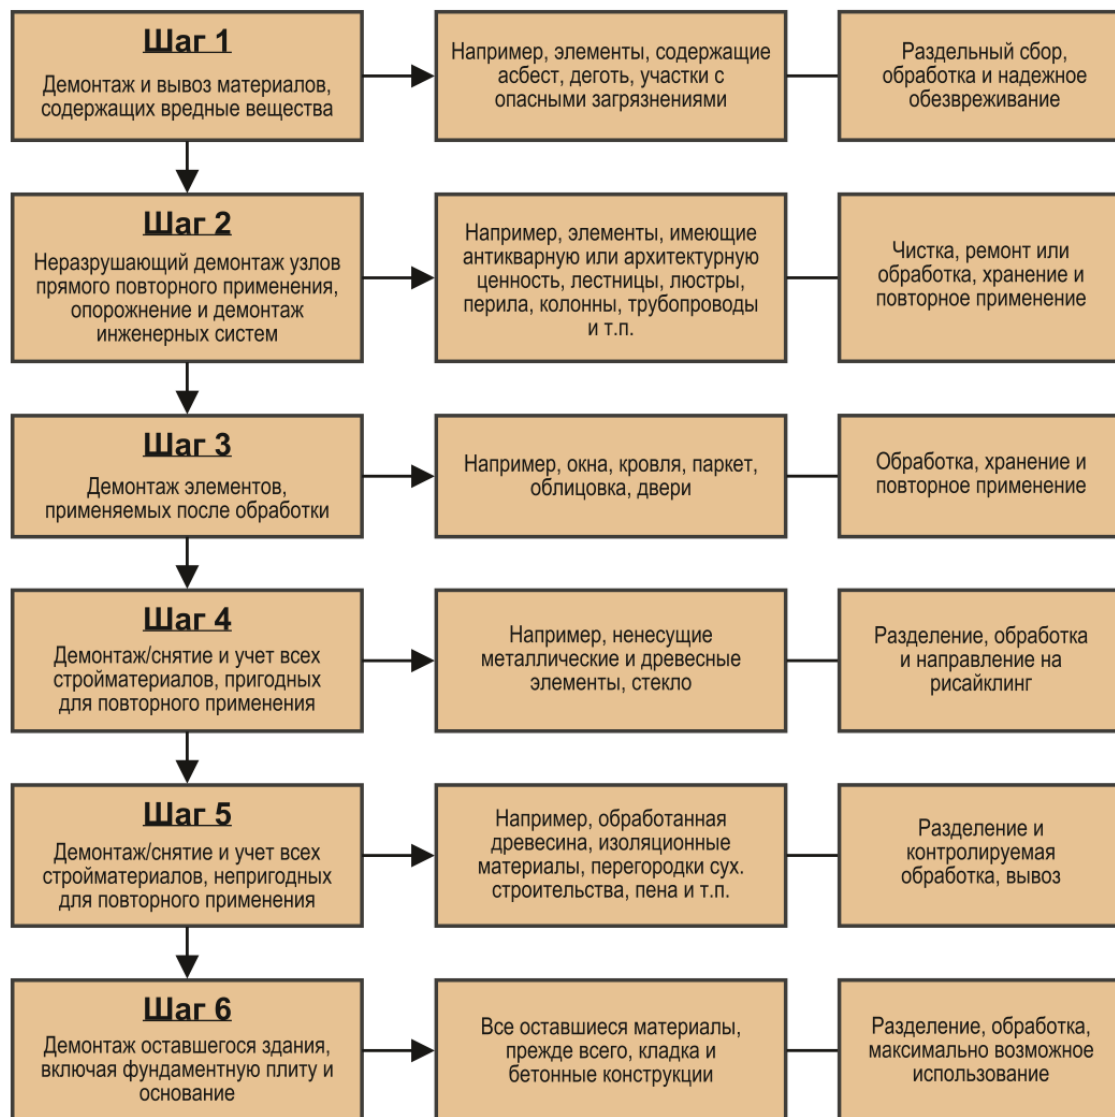 Шаг 1
Демонтаж и вывоз материалов,
содержащих вредные вещества
Например, элементы, содержащие
асбест, деготь, участки с
опасными загрязнениями
Раздельный сбор,
обработка и надежное
обезвреживание
Шаг 2
Неразрушающий демонтаж узлов
прямого повторного применения,
опорожнение и демонтаж
инженерных систем
Например, элементы, имеющие
антикварную или архитектурную
ценность, лестницы, люстры,
перила, колонны, трубопроводы
и т.п.
Чистка, ремонт или
обработка, хранение и
повторное применение
Шаг 3
Демонтаж элементов,
применяемых после обработки
Например, окна, кровля, паркет,
облицовка, двери
Обработка, хранение и
повторное применение
Шаг 4
Демонтаж/снятие и учет всех
стройматериалов, пригодных
для повторного применения
Например, ненесущие
металлические и древесные
элементы, стекло
Разделение, обработка
и направление на
рисайклинг
Шаг 5
Демонтаж/снятие и учет всех
стройматериалов, непригодных
для повторного применения
Например, обработанная
древесина, изоляционные
материалы, перегородки сух.
строительства, пена и т.п.
Разделение и
контролируемая
обработка, вывоз
Шаг 6
Демонтаж оставшегося здания,
включая фундаментную плиту и
основание
Все оставшиеся материалы,
прежде всего, кладка и
бетонные конструкции
Разделение, обработка,
максимально возможное
использование